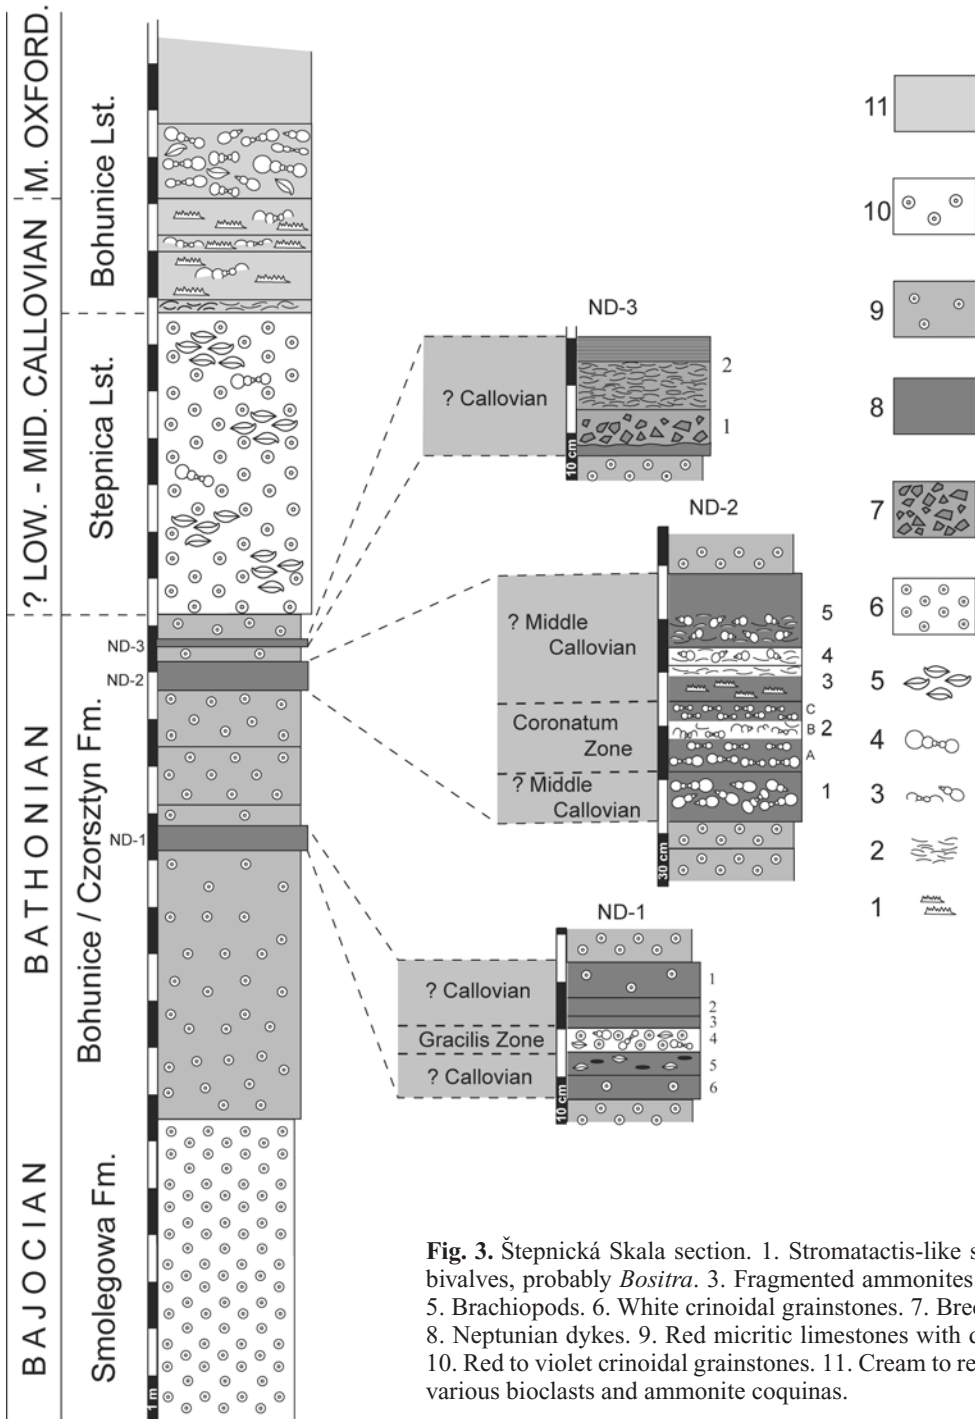 M. OXFORD.
? LOW. - MID. CALLOVIAN
BATHONIAN
BAJOCIAN
Bohunice Lst.
Stepnica Lst.
Bohunice / Czorsztyn Fm.
Smolegowa Fm.
ND-3
ND-2
ND-1
1 m
ND-3
? Callovian
2
1
10 cm
ND-2
? Middle
Callovian
Coronatum
Zone
? Middle
Callovian
5
4
3
C
B
2
A
1
30 cm
ND-1
? Callovian
Gracilis Zone
? Callovian
1
2
3
4
5
6
10 cm
11
10
9
8
7
6
5
4
3
2
1
Fig. 3. Štepnická Skala section. 1. Stromatactis-like s
bivalves, probably Bositra. 3. Fragmented ammonites.
5. Brachiopods. 6. White crinoidal grainstones. 7. Brec
8. Neptunian dykes. 9. Red micritic limestones with c
10. Red to violet crinoidal grainstones. 11. Cream to re
various bioclasts and ammonite coquinas.